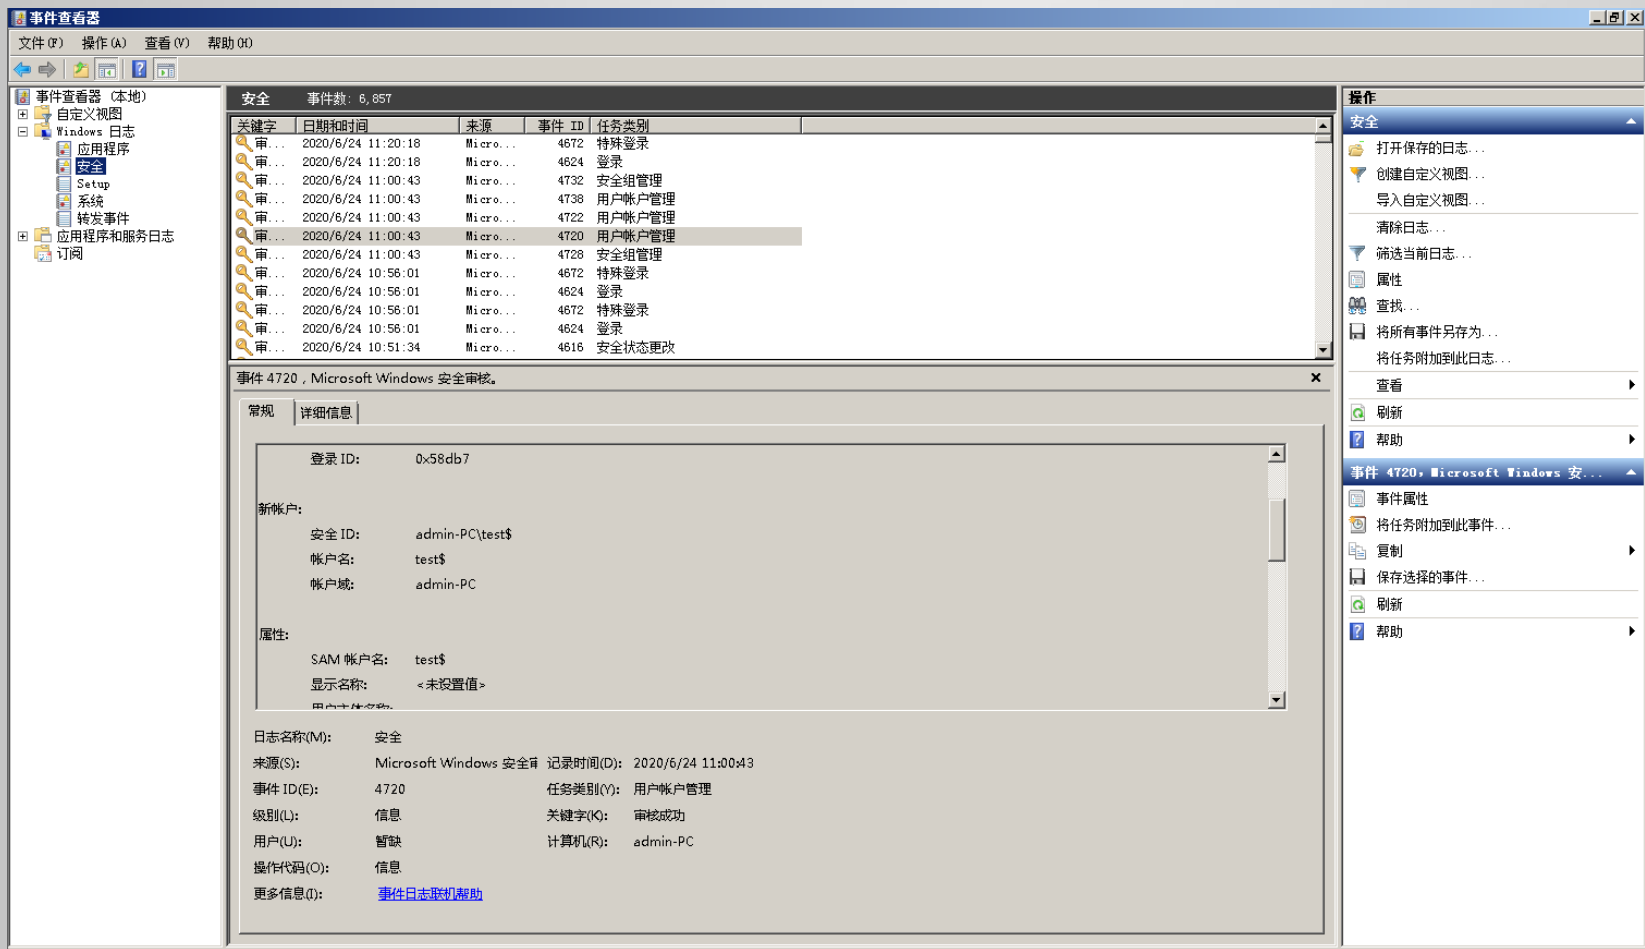 事件查看器
文件(F) 操作(A) 查看(V) 帮助(H)
事件查看器 (本地)
自定义视图
Windows 日志
应用程序
安全
Setup
系统
转发事件
应用程序和服务日志
订阅
安全 事件数: 6,857
关键字 日期和时间 来源 事件 ID 任务类别
审... 2020/6/24 11:20:18 Micro... 4672 特殊登录
审... 2020/6/24 11:20:18 Micro... 4624 登录
审... 2020/6/24 11:00:43 Micro... 4732 安全组管理
审... 2020/6/24 11:00:43 Micro... 4738 用户帐户管理
审... 2020/6/24 11:00:43 Micro... 4722 用户帐户管理
审... 2020/6/24 11:00:43 Micro... 4720 用户帐户管理
审... 2020/6/24 11:00:43 Micro... 4728 安全组管理
审... 2020/6/24 10:56:01 Micro... 4672 特殊登录
审... 2020/6/24 10:56:01 Micro... 4624 登录
审... 2020/6/24 10:56:01 Micro... 4672 特殊登录
审... 2020/6/24 10:56:01 Micro... 4624 登录
审... 2020/6/24 10:51:34 Micro... 4616 安全状态更改
事件 4720，Microsoft Windows 安全审核。
常规 详细信息
登录 ID: 0x58db7
新帐户:
安全 ID: admin-PC\test$
帐户名: test$
帐户域: admin-PC
属性:
SAM 帐户名: test$
显示名称: <未设置值>
用户主体名称:
日志名称(M): 安全
来源(S): Microsoft Windows 安全审 记录时间(D): 2020/6/24 11:00:43
事件 ID(E): 4720 任务类别(Y): 用户帐户管理
级别(L): 信息 关键字(K): 审核成功
用户(U): 暂缺 计算机(R): admin-PC
操作代码(O): 信息
更多信息(I): 事件日志联机帮助
操作
安全
打开保存的日志...
创建自定义视图...
导入自定义视图...
清除日志...
筛选当前日志...
属性
查找...
将所有事件另存为...
将任务附加到此日志...
查看
刷新
帮助
事件 4720，Microsoft Windows 安...
事件属性
将任务附加到此事件...
复制
保存选择的事件...
刷新
帮助